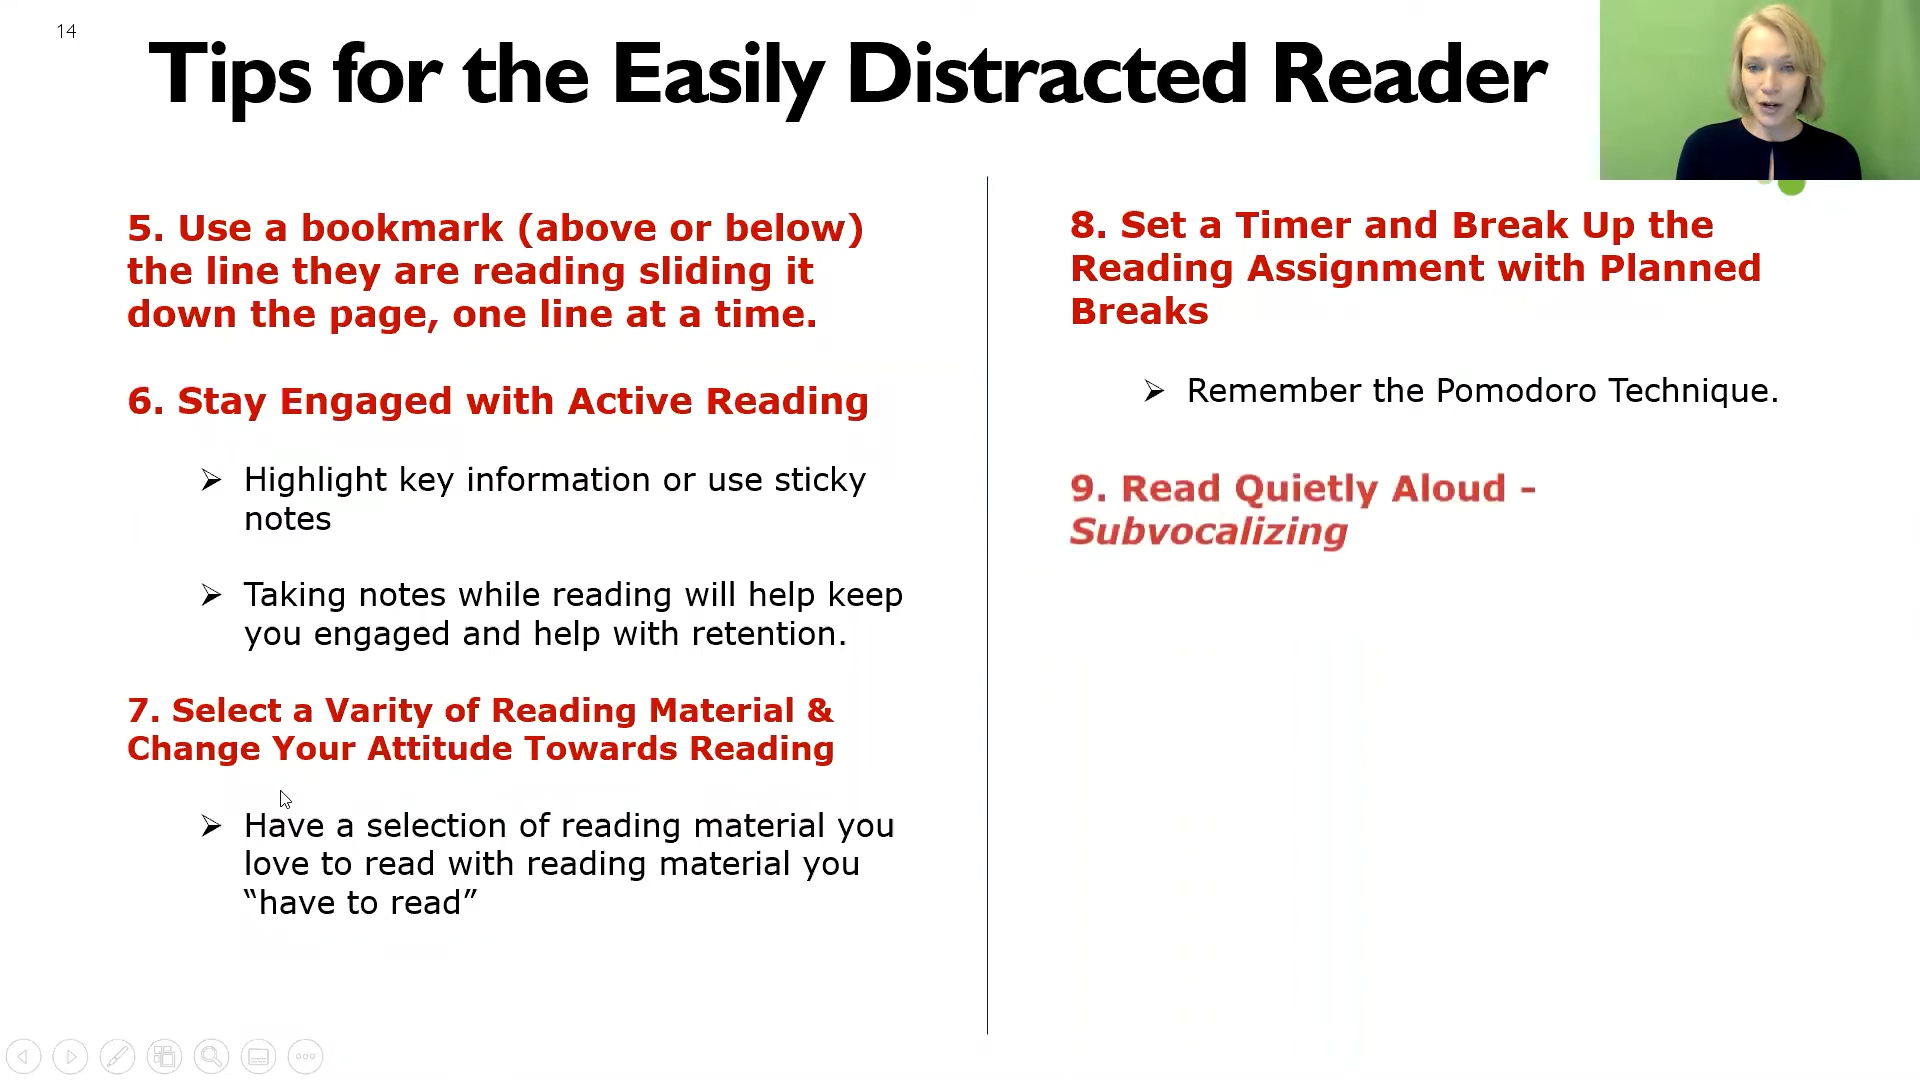 14
Tips for the Easily Distracted Reader
5. Use a bookmark (above or below)
the line they are reading sliding it
down the page, one line at a time.
6. Stay Engaged with Active Reading
➢ Highlight key information or use sticky
notes
➢ Taking notes while reading will help keep
you engaged and help with retention.
7. Select a Varity of Reading Material &
Change Your Attitude Towards Reading
➢ Have a selection of reading material you
love to read with reading material you
“have to read”
8. Set a Timer and Break Up the
Reading Assignment with Planned
Breaks
➢ Remember the Pomodoro Technique.
9. Read Quietly Aloud -
Subvocalizing